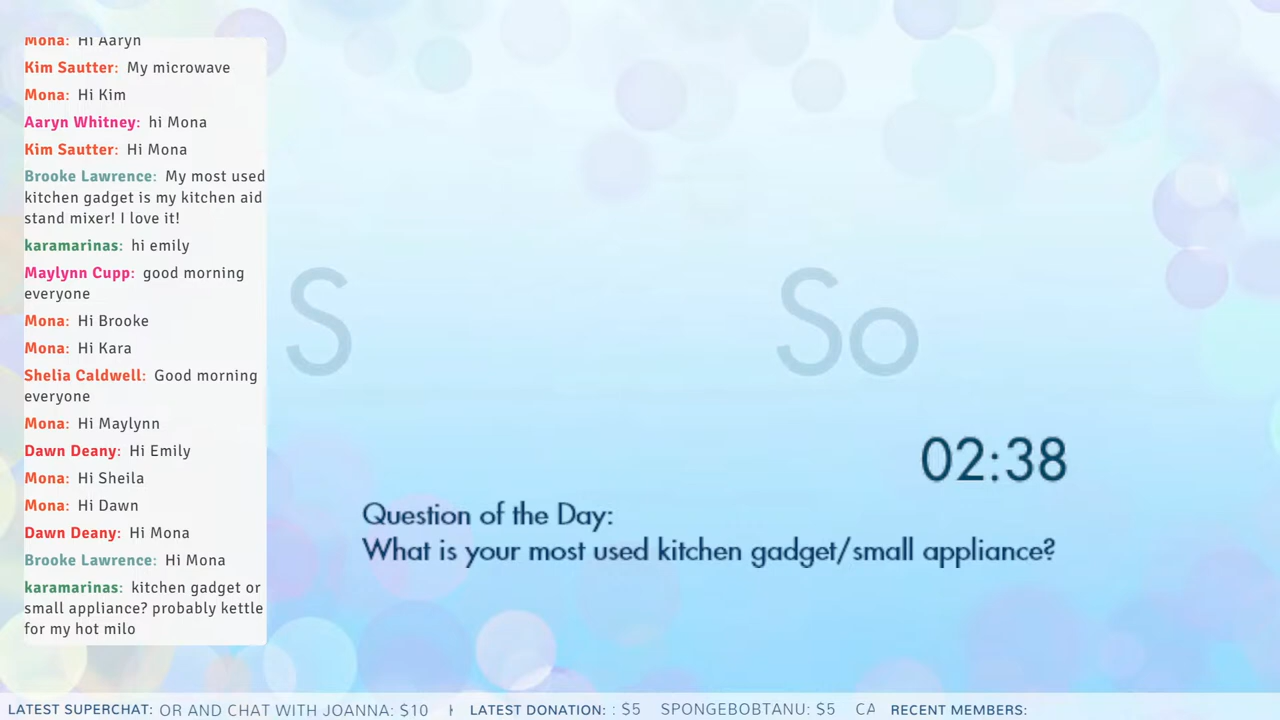 Mona: Hi Aaryn
Kim Sautter: My microwave
Mona: Hi Kim
Aaryn Whitney: hi Mona
Kim Sautter: Hi Mona
Brooke Lawrence: My most used
kitchen gadget is my kitchen aid
stand mixer! I love it!
karamarinas: hi emily
Maylynn Cupp: good morning
everyone
Mona: Hi Brooke
Mona: Hi Kara
Shelia Caldwell: Good morning
everyone
Mona: Hi Maylynn
Dawn Deany: Hi Emily
Mona: Hi Sheila
Mona: Hi Dawn
Dawn Deany: Hi Mona
Brooke Lawrence: Hi Mona
karamarinas: kitchen gadget or
small appliance? probably kettle
for my hot milo
S So
02:38
Question of the Day:
What is your most used kitchen gadget/small appliance?
LATEST SUPERCHAT: OR AND CHAT WITH JOANNA: $10
LATEST DONATION: : $5 SPONGEBOBTANU: $5 CA
RECENT MEMBERS: